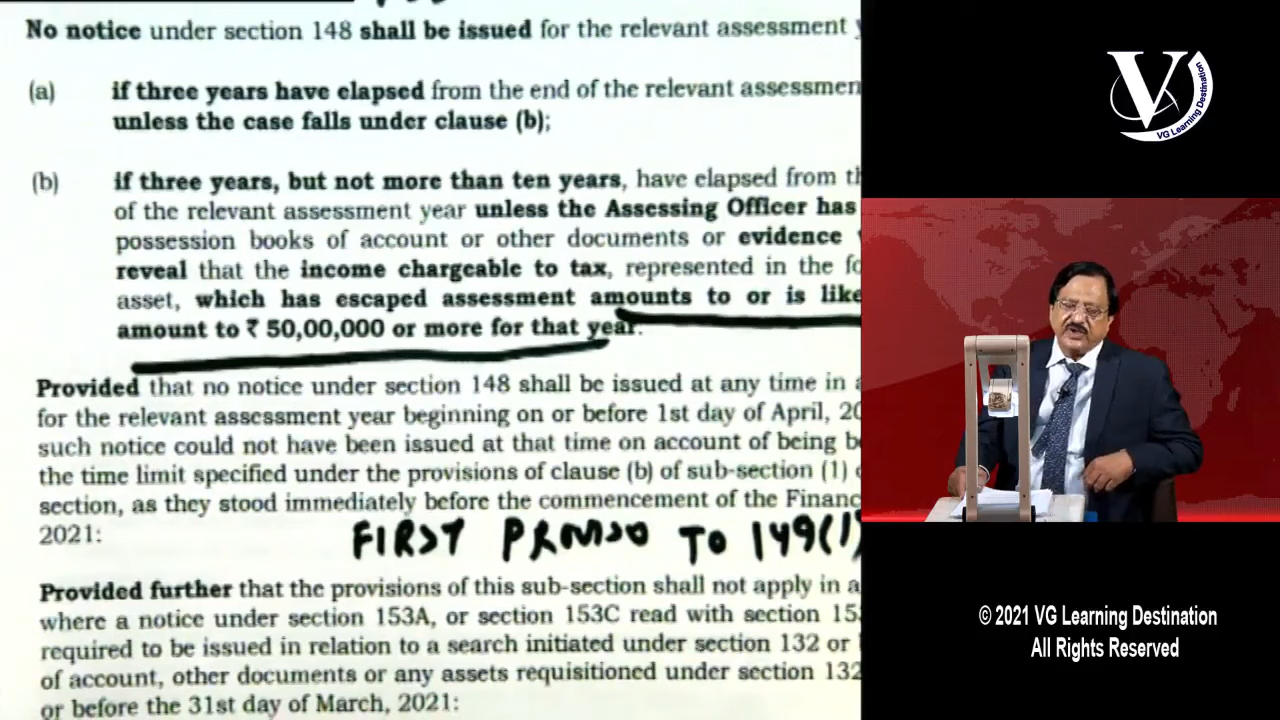 No notice under section 148 shall be issued for the relevant assessment
(a) if three years have elapsed from the end of the relevant
unless the case falls under clause (b);
(b) if three years, but not more than ten years, have elapsed from
of the relevant assessment year unless the Assessing Officer has
possession books of account or other documents or evidence
reveal that the income chargeable to tax, represented in the
asset, which has escaped assessment amounts to or is
amount to ₹ 50,00,000 or more for that year:
Provided that no notice under section 148 shall be issued at any time in
for the relevant assessment year beginning on or before 1st day of April,
such notice could not have been issued at that time on account of being
the time limit specified under the provisions of clause (b) of sub-section (1)
section, as they stood immediately before the commencement of the
2021:
FIRST PROVISO TO 149(1)
Provided further that the provisions of this sub-section shall not apply in
where a notice under section 153A, or section 153C read with section
required to be issued in relation to a search initiated under section 132 or
of account, other documents or any assets requisitioned under section
or before the 31st day of March, 2021:
V
VG Learning Destination
© 2021 VG Learning Destination
All Rights Reserved